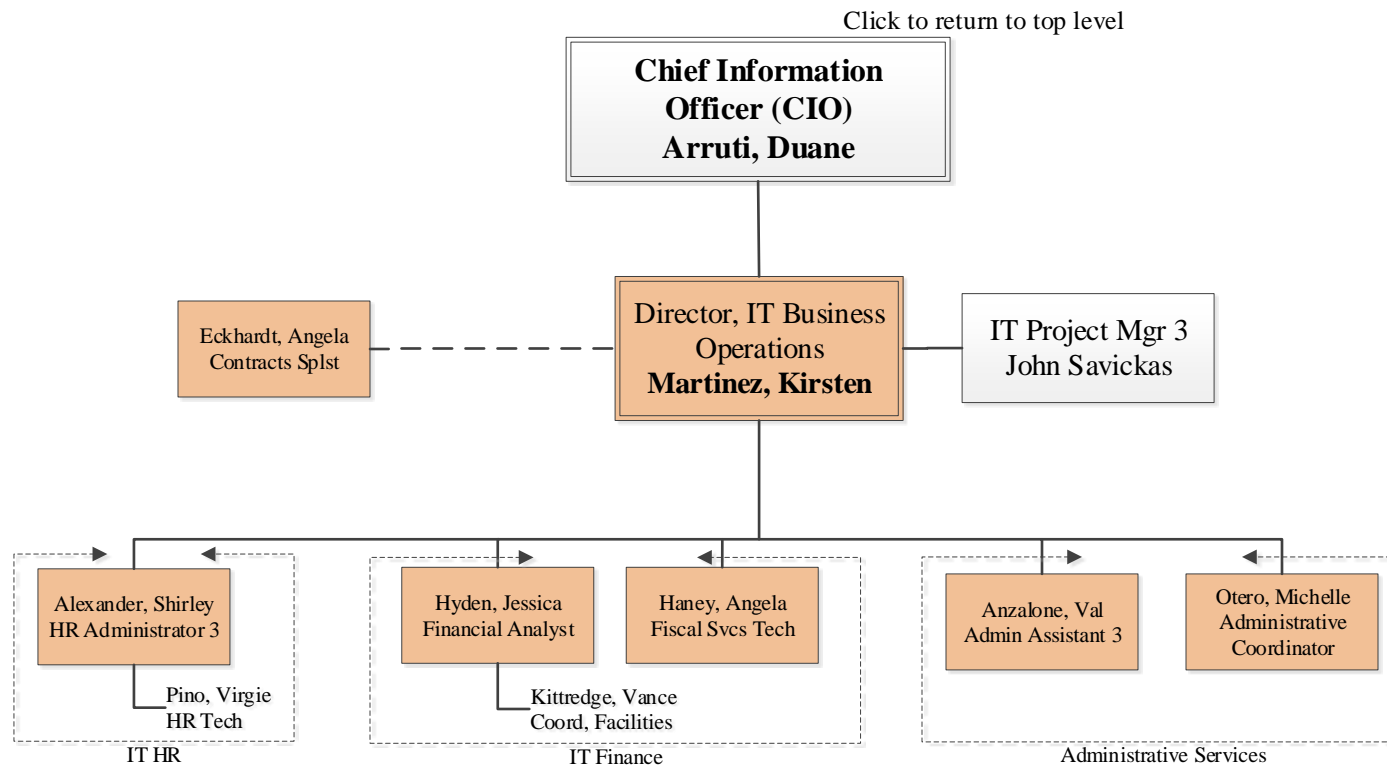 Click to return to top level
Chief Information
Officer (CIO)
Arruti, Duane
Eckhardt, Angela
Contracts Splst
Director, IT Business
Operations
Martinez, Kirsten
IT Project Mgr 3
John Savickas
Alexander, Shirley
HR Administrator 3
Pino, Virgie
HR Tech
IT HR
Hyden, Jessica
Financial Analyst
Haney, Angela
Fiscal Svcs Tech
Kittredge, Vance
Coord, Facilities
IT Finance
Anzalone, Val
Admin Assistant 3
Otero, Michelle
Administrative
Coordinator
Administrative Services